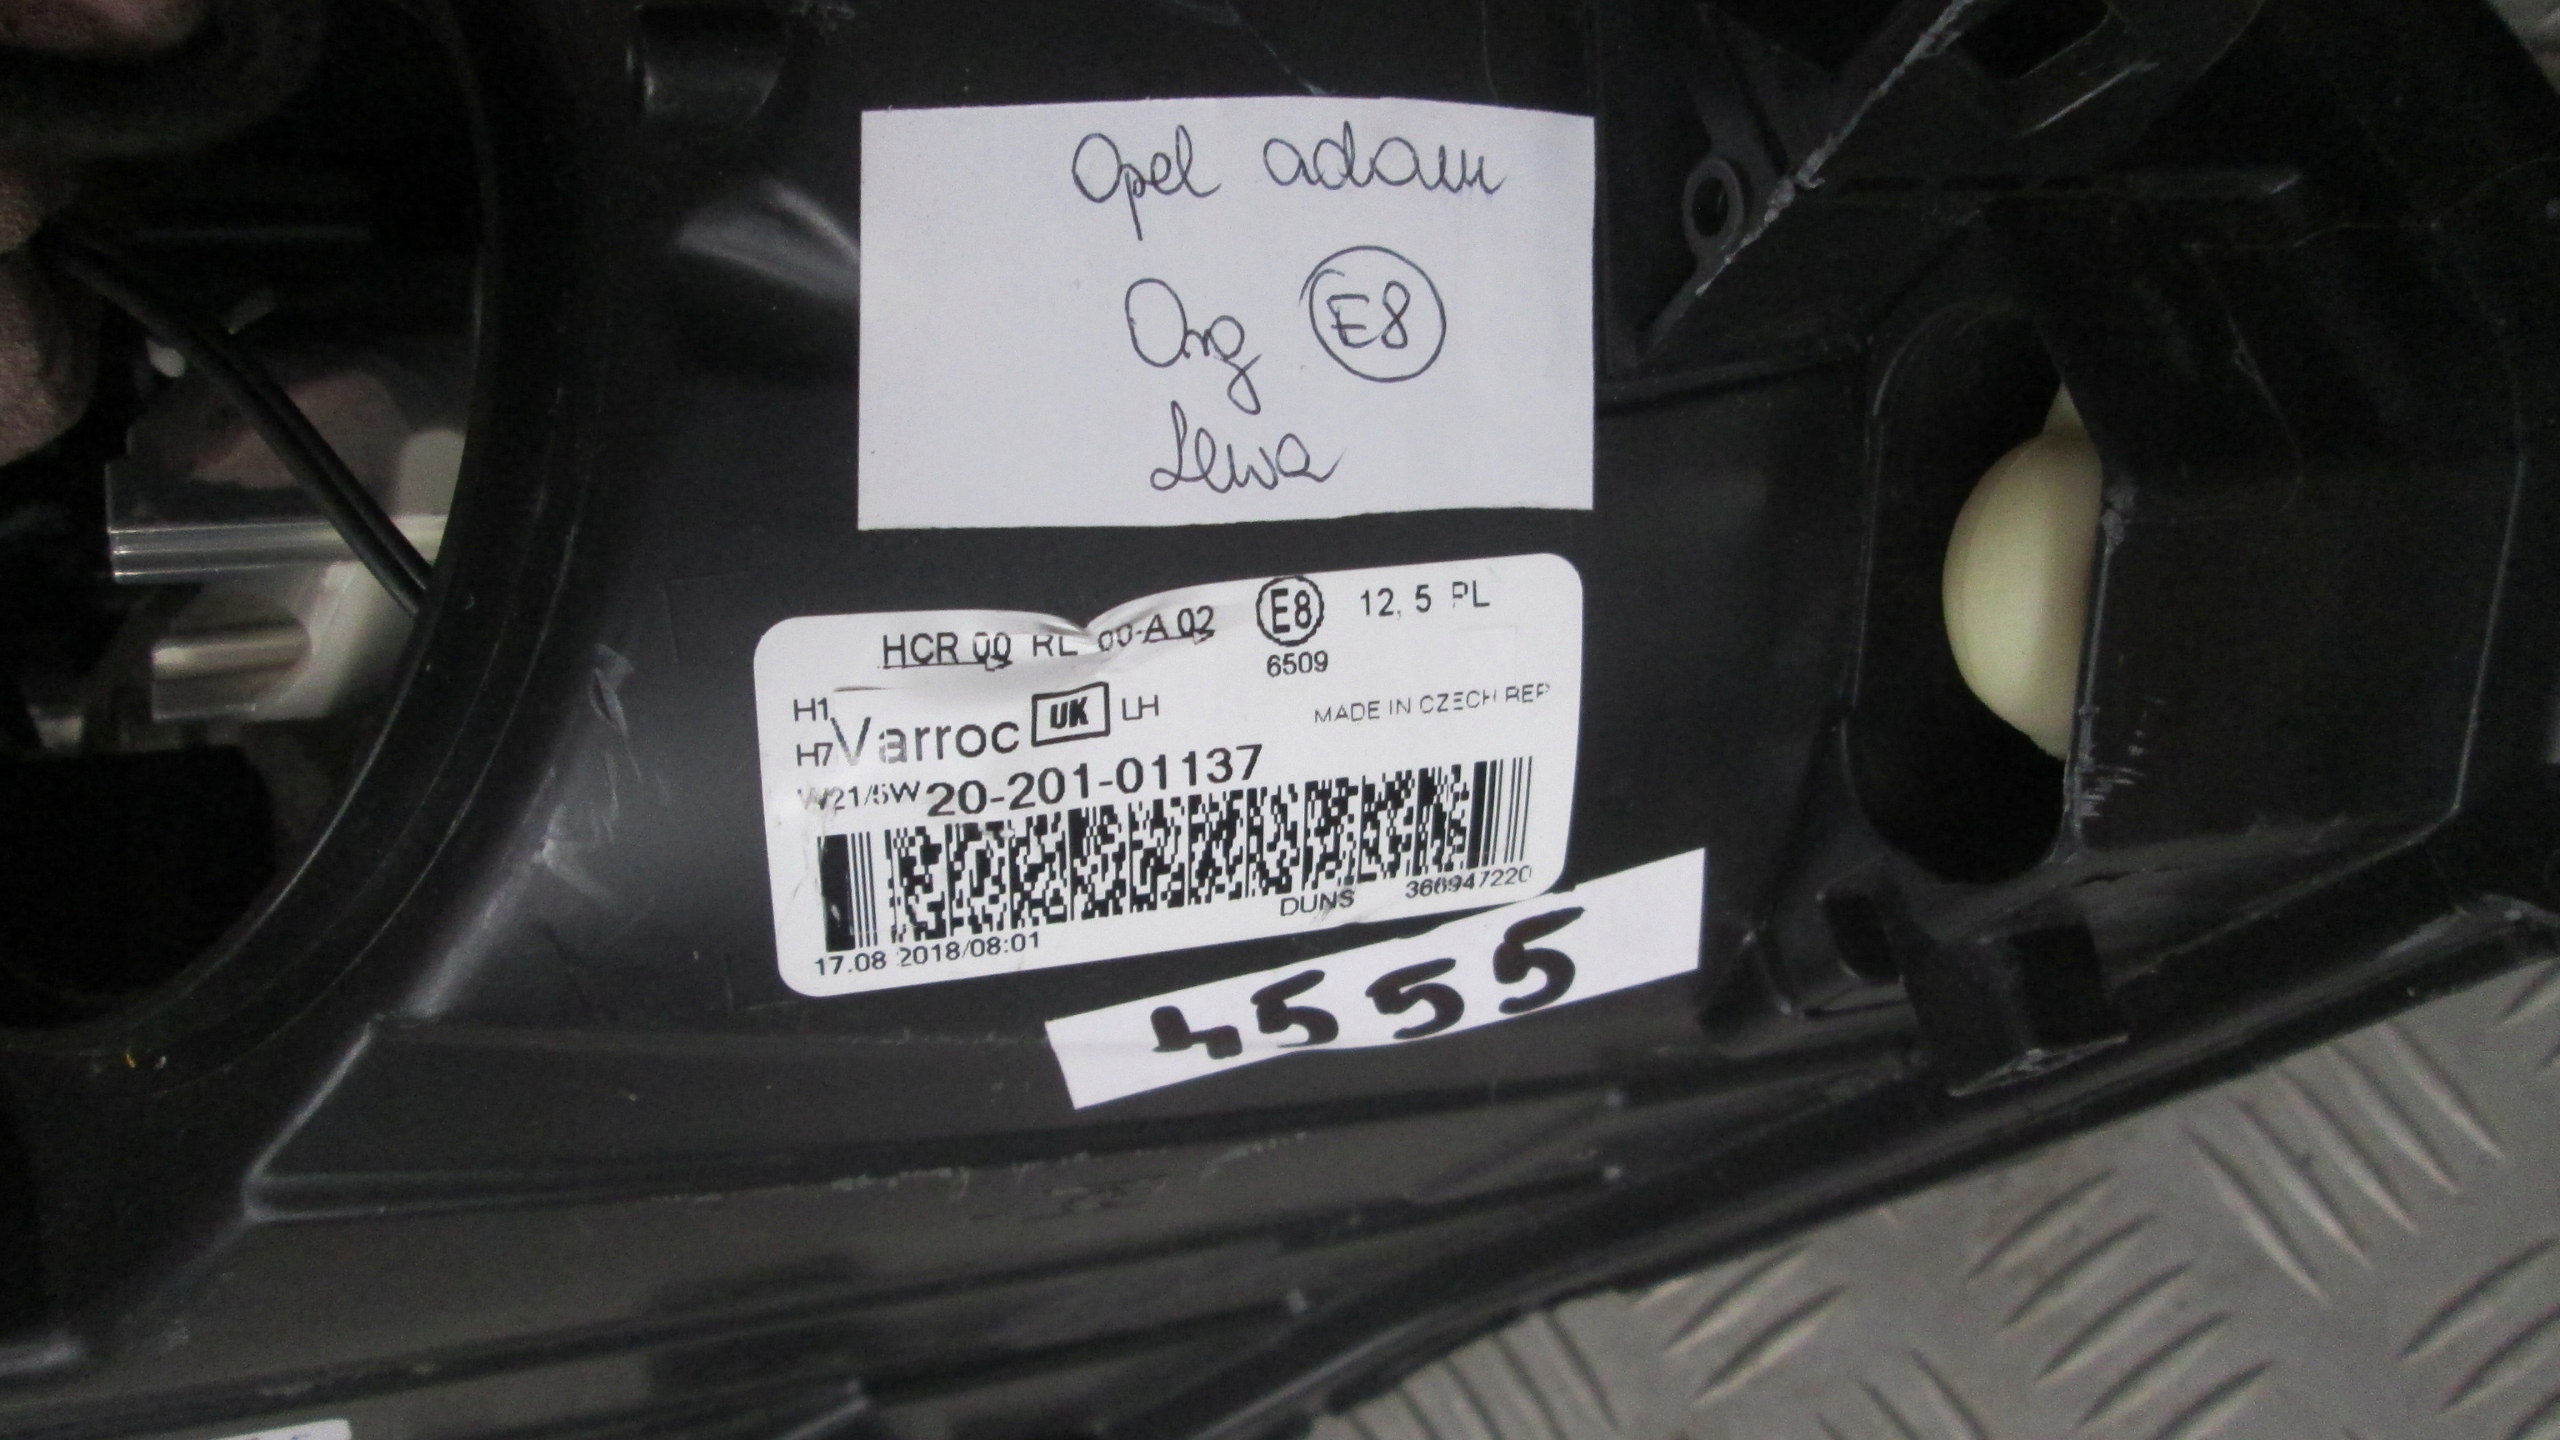 Opel adam
Org E8
Lewa
HCR 00 RL 00-A 02 E8 12, 5 PL
6509
H1
H7 Varroc UK LH MADE IN CZECH REP
W21/5W 20-201-01137
DUNS 366947220
17.08 2018/08:01
4555